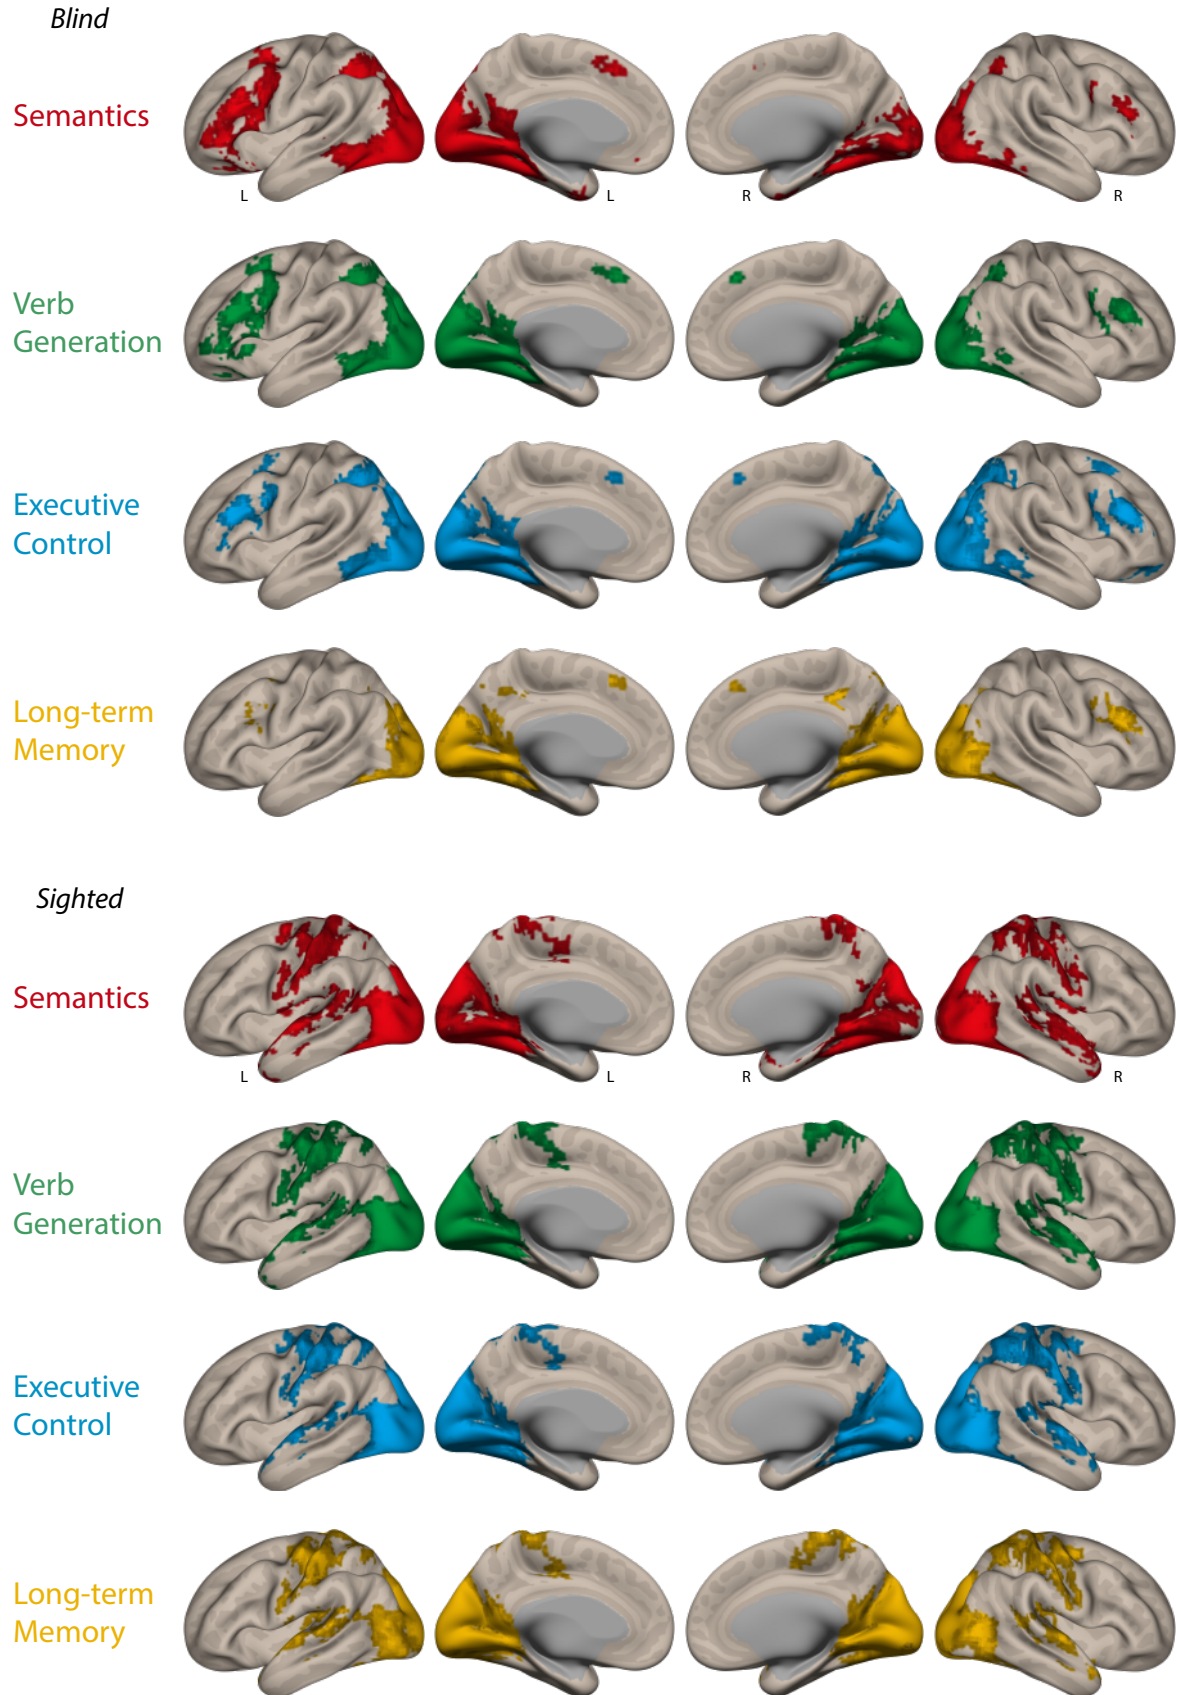 Blind
Semantics
L
L
R
R
Verb
Generation
Executive
Control
Long-term
Memory
Sighted
Semantics
L
L
R
R
Verb
Generation
Executive
Control
Long-term
Memory